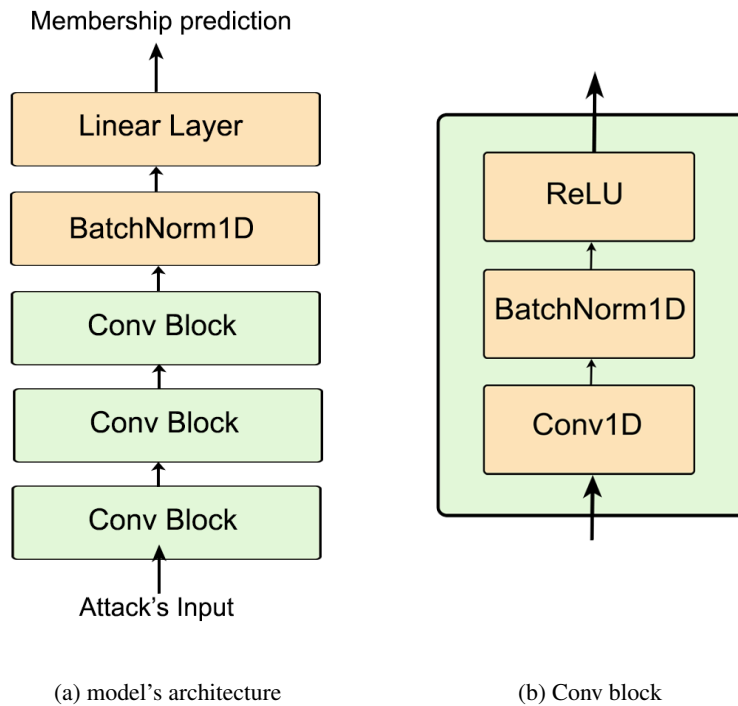 Membership prediction
Linear Layer
BatchNorm1D
Conv Block
Conv Block
Conv Block
Attack's Input
(a) model's architecture
ReLU
BatchNorm1D
Conv1D
(b) Conv block